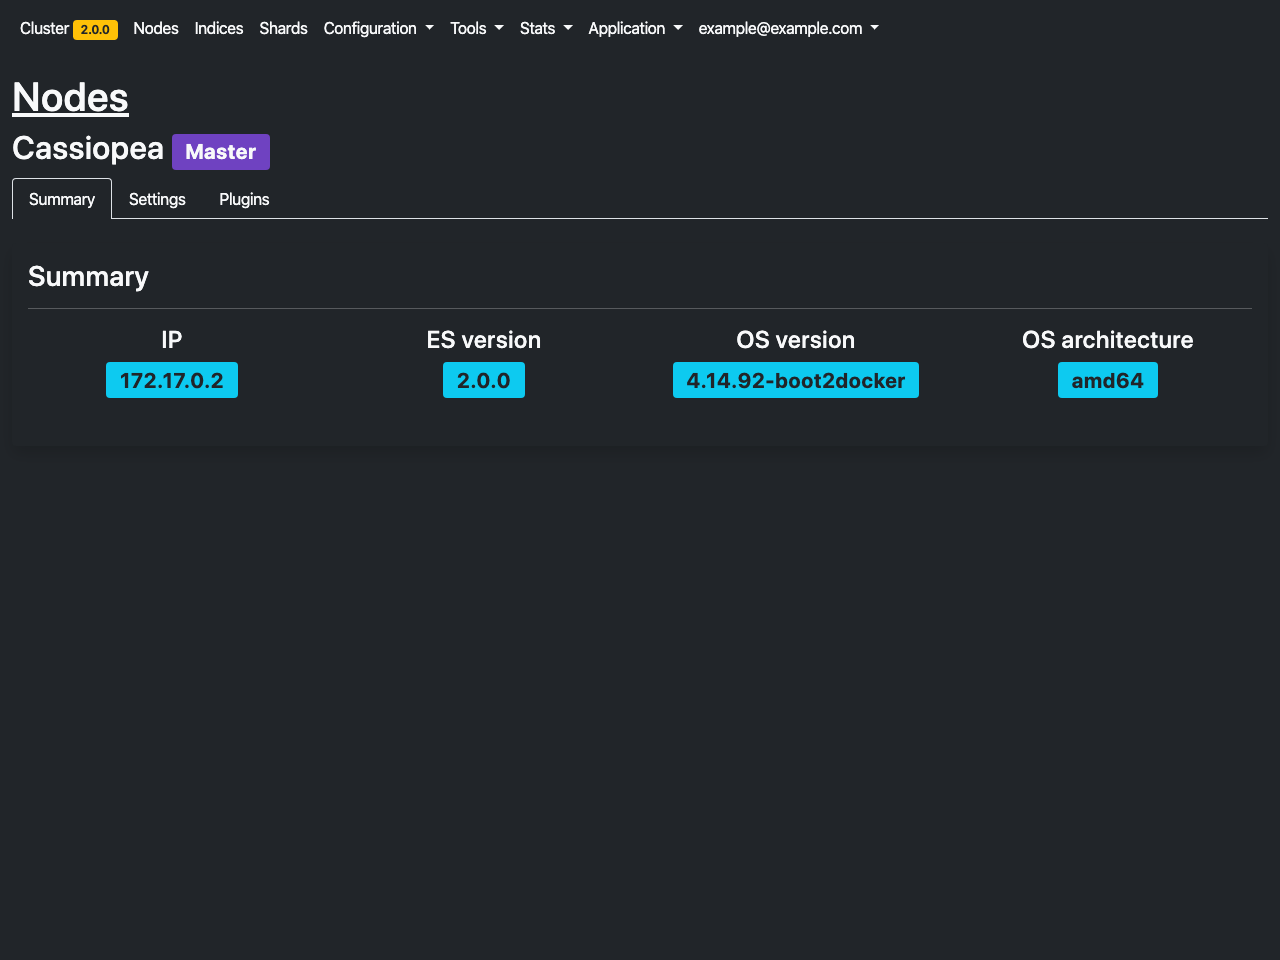 Cluster 2.0.0 Nodes Indices Shards Configuration Tools Stats Application example@example.com
Nodes
Cassiopea Master
Summary Settings Plugins
Summary
IP ES version OS version OS architecture
172.17.0.2 2.0.0 4.14.92-boot2docker amd64